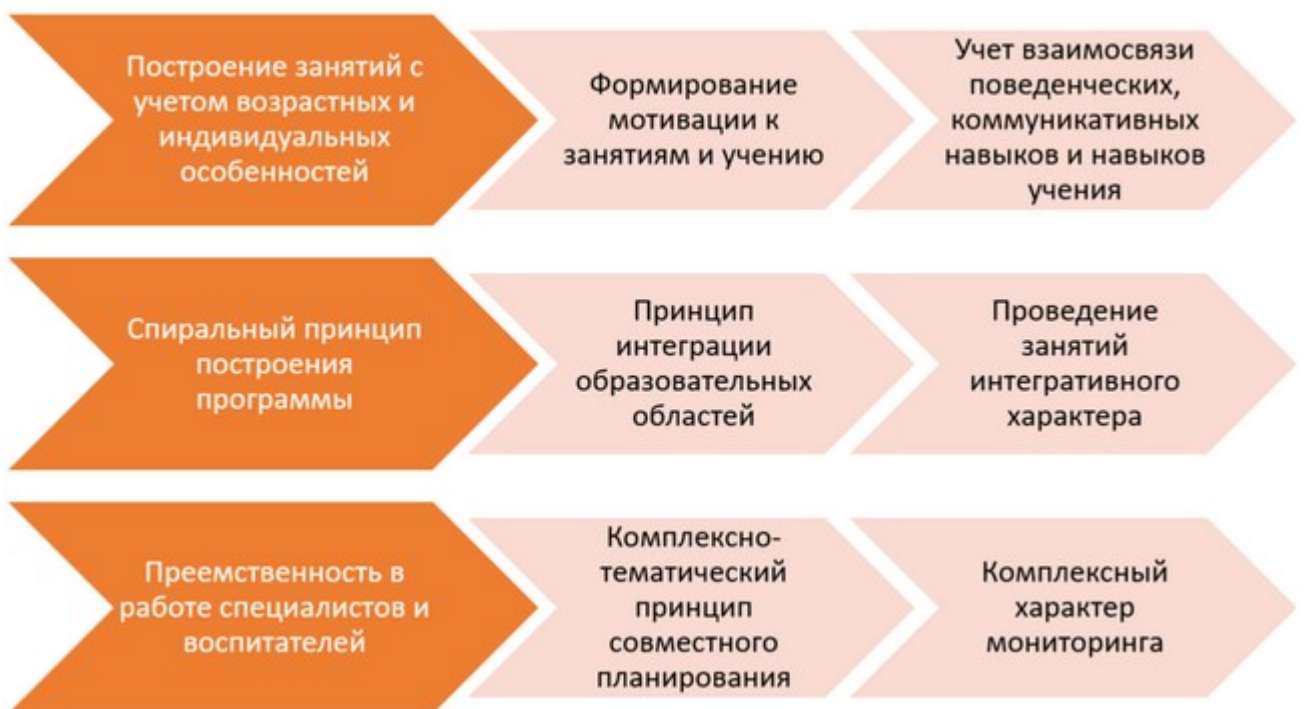 Построение занятий с
учетом возрастных и
индивидуальных
особенностей
Формирование
мотивации к
занятиям и учению
Учет взаимосвязи
поведенческих,
коммуникативных
навыков и навыков
учения
Спиральный принцип
построения
программы
Принцип
интеграции
образовательных
областей
Проведение
занятий
интегративного
характера
Преемственность в
работе специалистов и
воспитателей
Комплексно-
тематический
принцип
совместного
планирования
Комплексный
характер
мониторинга